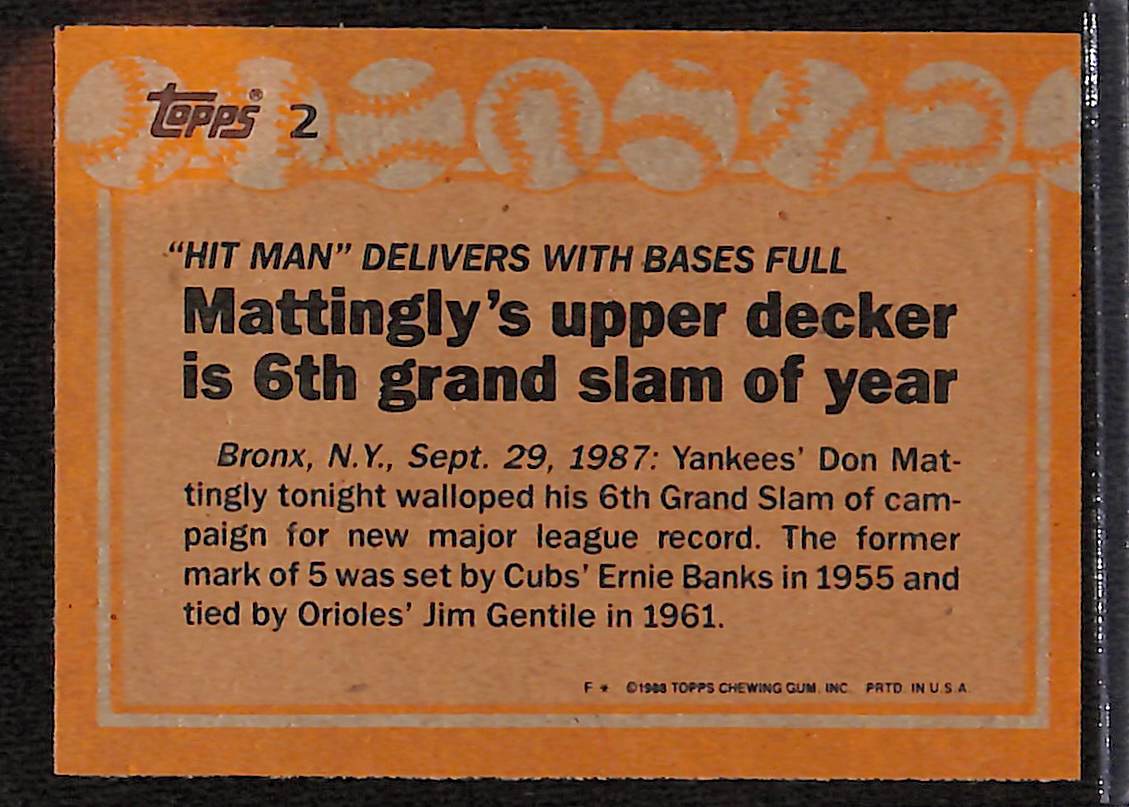 topps® 2
“HIT MAN” DELIVERS WITH BASES FULL
Mattingly’s upper decker
is 6th grand slam of year
Bronx, N.Y., Sept. 29, 1987: Yankees’ Don Mat-
tingly tonight walloped his 6th Grand Slam of cam-
paign for new major league record. The former
mark of 5 was set by Cubs’ Ernie Banks in 1955 and
tied by Orioles’ Jim Gentile in 1961.
F * ©1988 TOPPS CHEWING GUM, INC. PRTD. IN U.S.A.